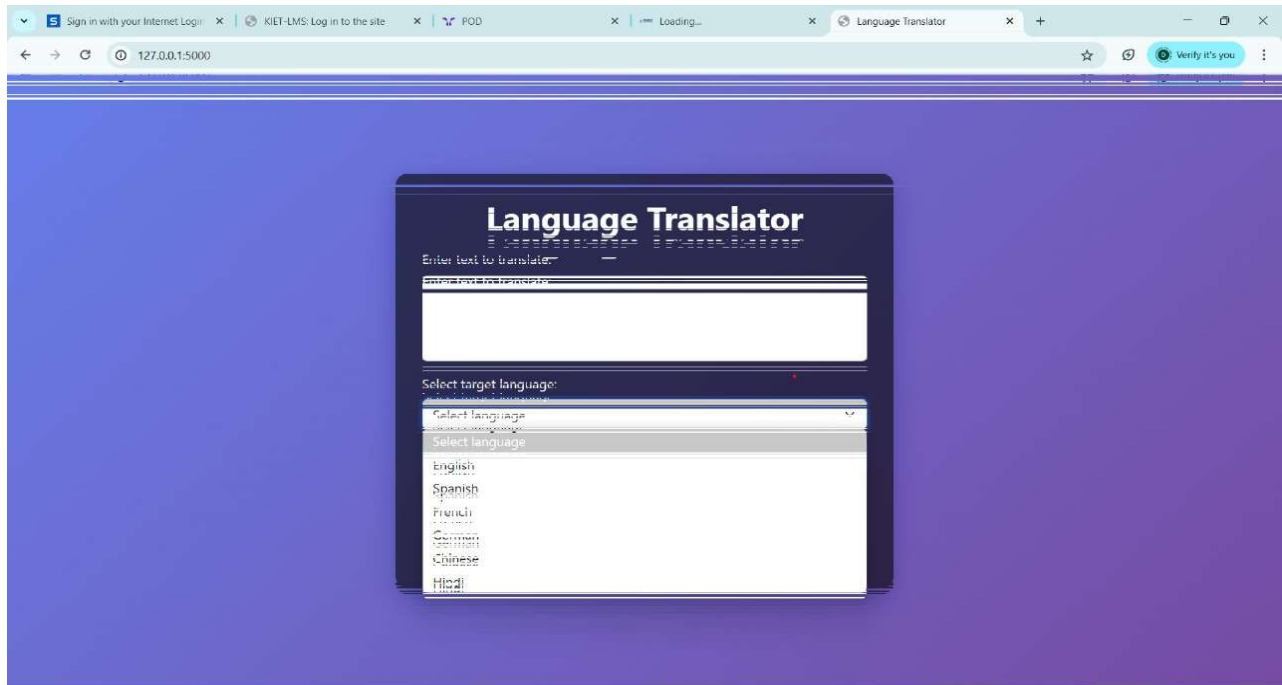 Sign in with your Internet Login
KIET-LMS: Log in to the site
POD
Loading...
Language Translator
127.0.0.1:5000
Verify it's you
Language Translator
Enter text to translate:
Enter text to translate:
Select target language:
Select language
Select language
English
Spanish
French
German
Chinese
Hindi